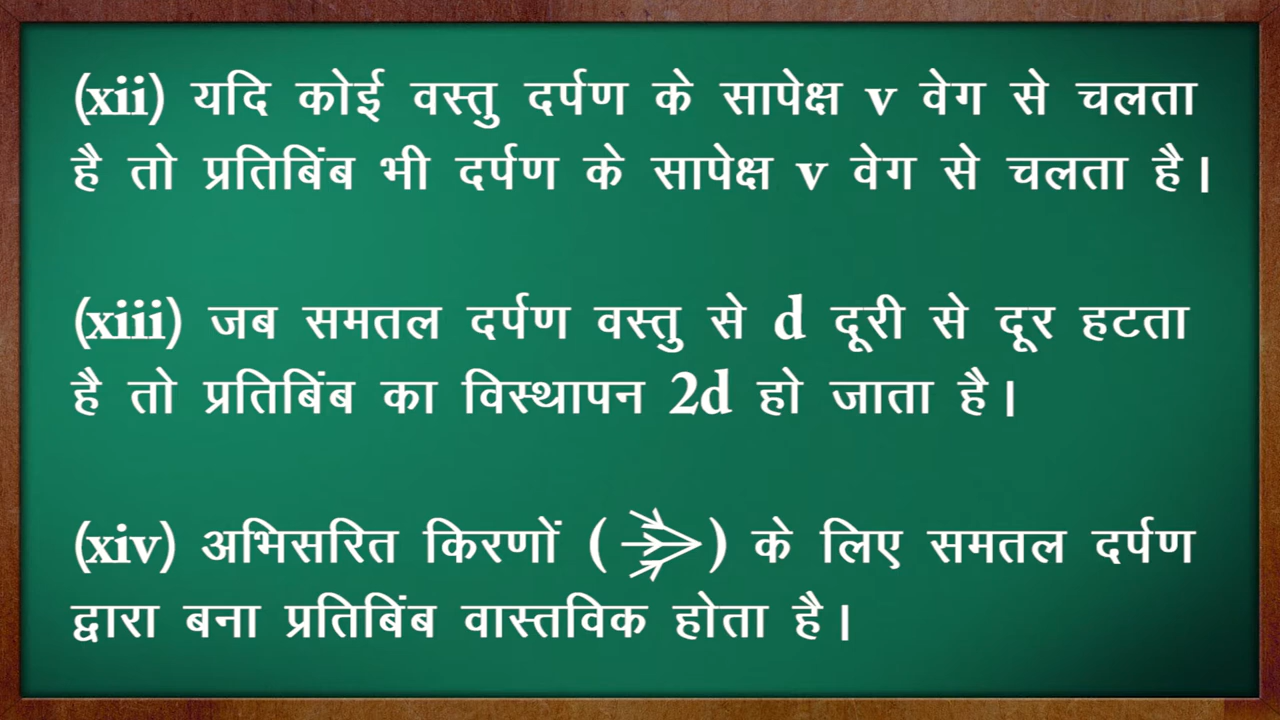 (xii) यदि कोई वस्तु दर्पण के सापेक्ष v वेग से चलता
है तो प्रतिबिंब भी दर्पण के सापेक्ष v वेग से चलता है।
(xiii) जब समतल दर्पण वस्तु से d दूरी से दूर हटता
है तो प्रतिबिंब का विस्थापन 2d हो जाता है।
(xiv) अभिसरित किरणों ( ) के लिए समतल दर्पण
द्वारा बना प्रतिबिंब वास्तविक होता है।